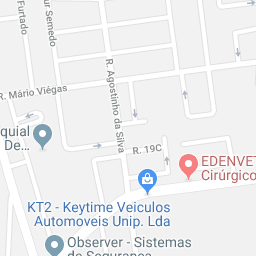 Furtado
ur Semedo
R. Agostinho da Silva
R. Mário Viégas
quial
De...
R. 19C
EDENVET
Cirúrgico
KT2 - Keytime Veiculos
Automoveis Unip. Lda
Observer - Sistemas
de Segurança